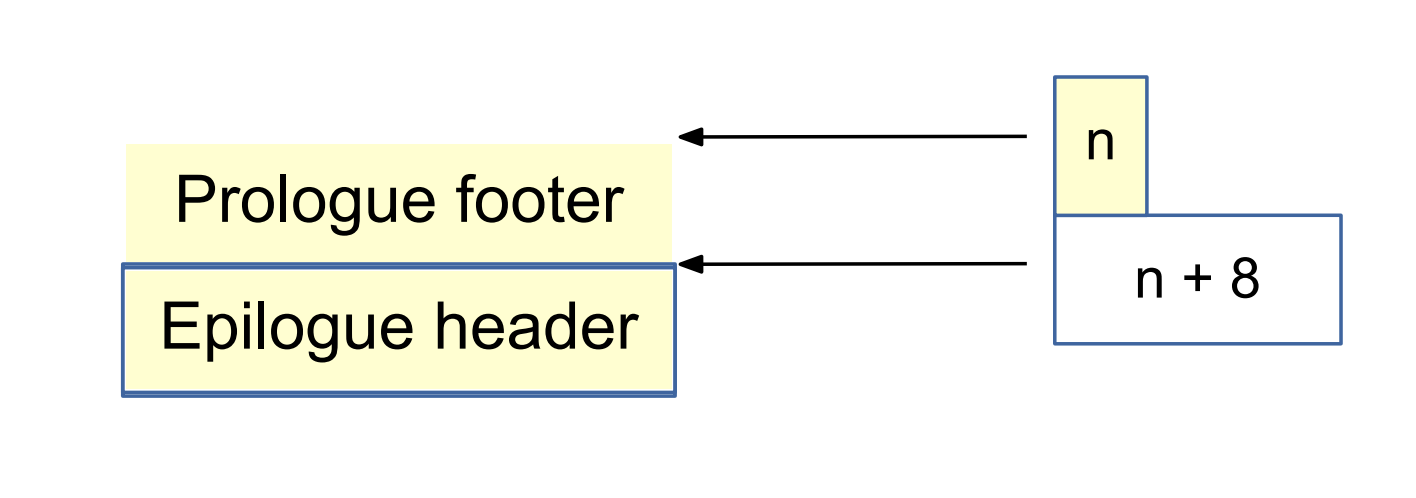 n
Prologue footer
n + 8
Epilogue header